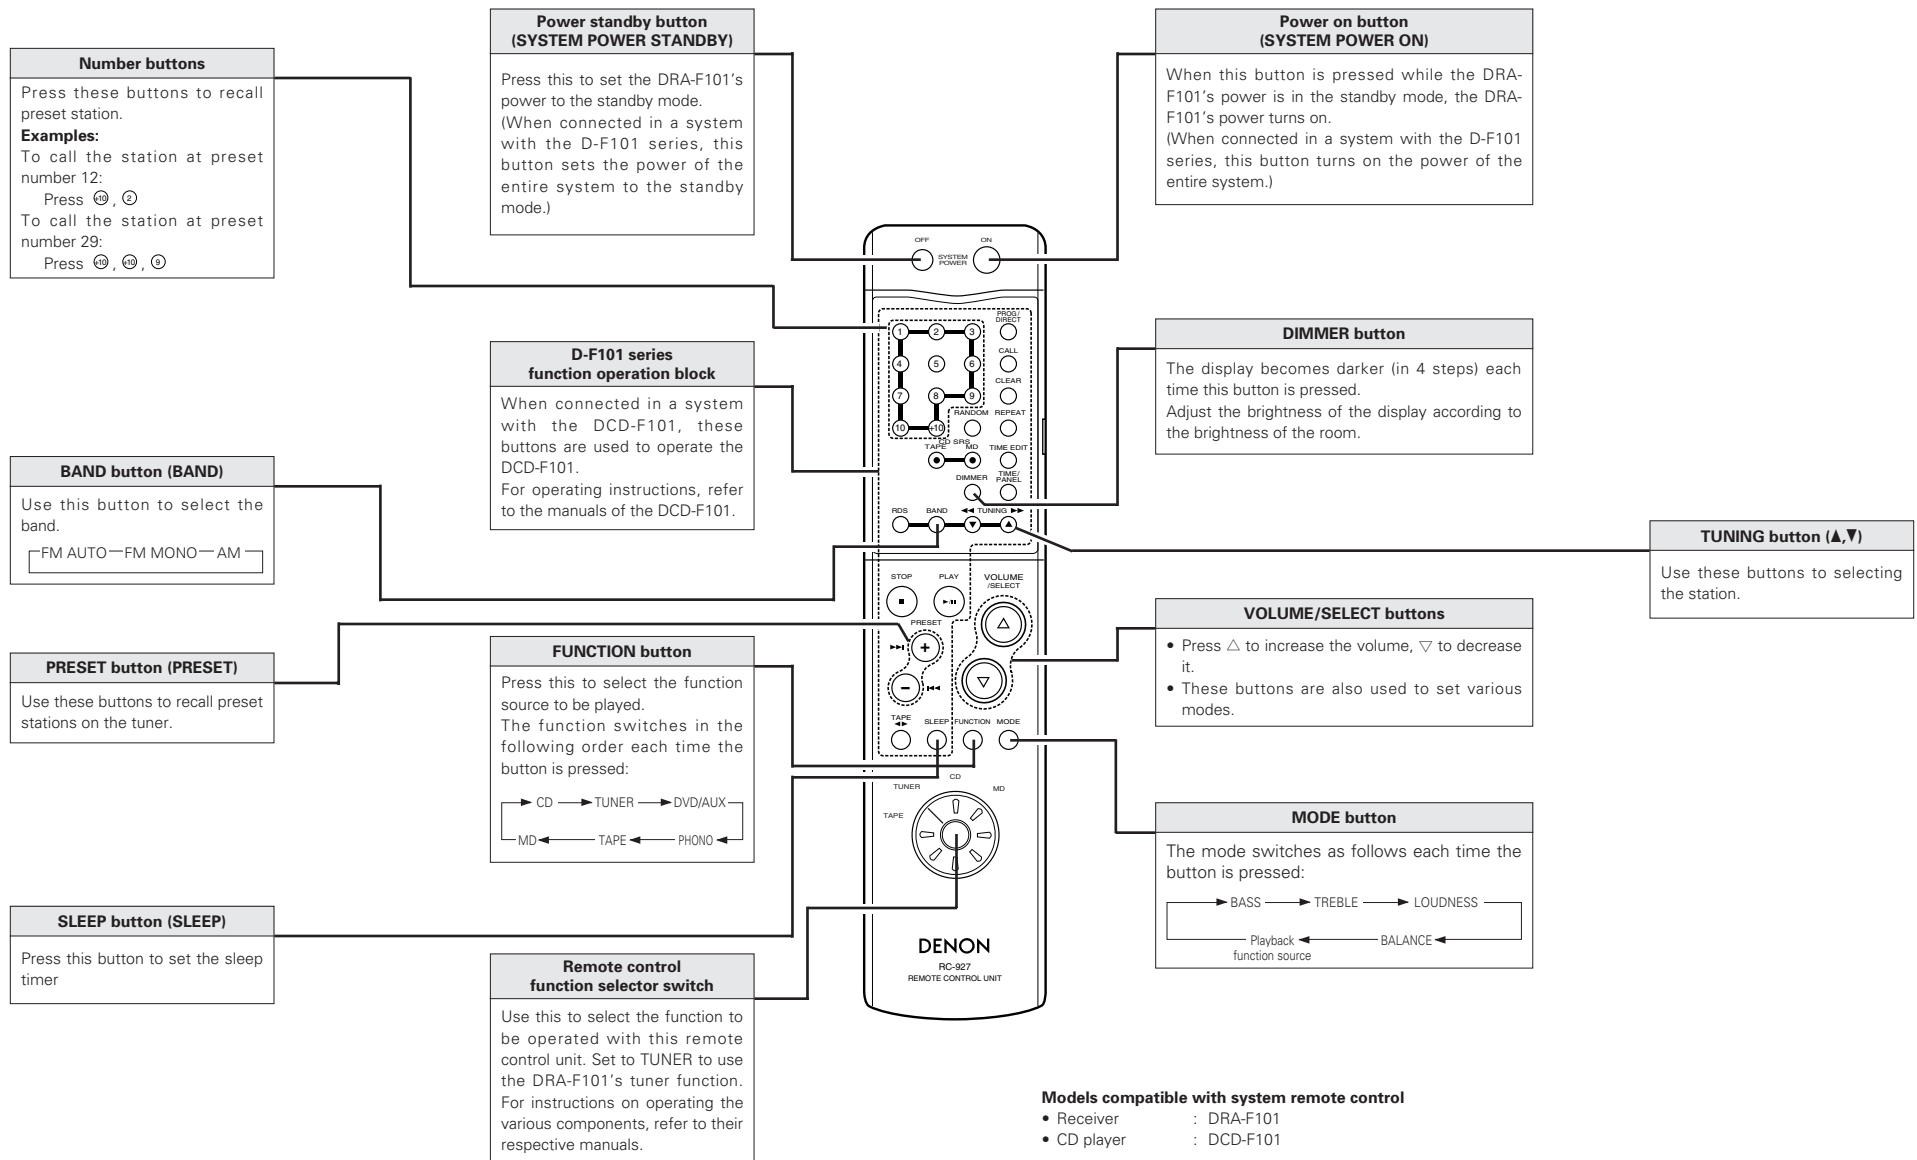 Number buttons
Press these buttons to recall
preset station.
Examples:
To call the station at preset
number 12:
Press +10, 2
To call the station at preset
number 29:
Press +10, +10, 9
BAND button (BAND)
Use this button to select the
band.
FM AUTO FM MONO AM
PRESET button (PRESET)
Use these buttons to recall preset
stations on the tuner.
SLEEP button (SLEEP)
Press this button to set the sleep
timer
Power standby button
(SYSTEM POWER STANDBY)
Press this to set the DRA-F101's
power to the standby mode.
(When connected in a system
with the D-F101 series, this
button sets the power of the
entire system to the standby
mode.)
D-F101 series
function operation block
When connected in a system
with the DCD-F101, these
buttons are used to operate the
DCD-F101.
For operating instructions, refer
to the manuals of the DCD-F101.
FUNCTION button
Press this to select the function
source to be played.
The function switches in the
following order each time the
button is pressed:
CD TUNER DVD/AUX
MD TAPE PHONO
Remote control
function selector switch
Use this to select the function to
be operated with this remote
control unit. Set to TUNER to use
the DRA-F101's tuner function.
For instructions on operating the
various components, refer to their
respective manuals.
OFF ON
SYSTEM
POWER
PROG/
DIRECT
1 2 3
CALL
4 5 6
CLEAR
7 8 9
RANDOM REPEAT
10 +10
CD SRS
TAPE MD TIME EDIT
DIMMER TIME/
PANEL
RDS BAND ◄◄ TUNING ►►
▼ ▲
STOP PLAY VOLUME
/SELECT
■ ►/II △
PRESET
►►I +
− I◄◄ ▽
TAPE
◄► SLEEP FUNCTION MODE
CD
TUNER MD
TAPE
DENON
RC-927
REMOTE CONTROL UNIT
Power on button
(SYSTEM POWER ON)
When this button is pressed while the DRA-
F101's power is in the standby mode, the DRA-
F101's power turns on.
(When connected in a system with the D-F101
series, this button turns on the power of the
entire system.)
DIMMER button
The display becomes darker (in 4 steps) each
time this button is pressed.
Adjust the brightness of the display according to
the brightness of the room.
TUNING button (▲,▼)
Use these buttons to selecting
the station.
VOLUME/SELECT buttons
• Press △ to increase the volume, ▽ to decrease
it.
• These buttons are also used to set various
modes.
MODE button
The mode switches as follows each time the
button is pressed:
BASS TREBLE LOUDNESS
Playback BALANCE
function source
Models compatible with system remote control
• Receiver : DRA-F101
• CD player : DCD-F101